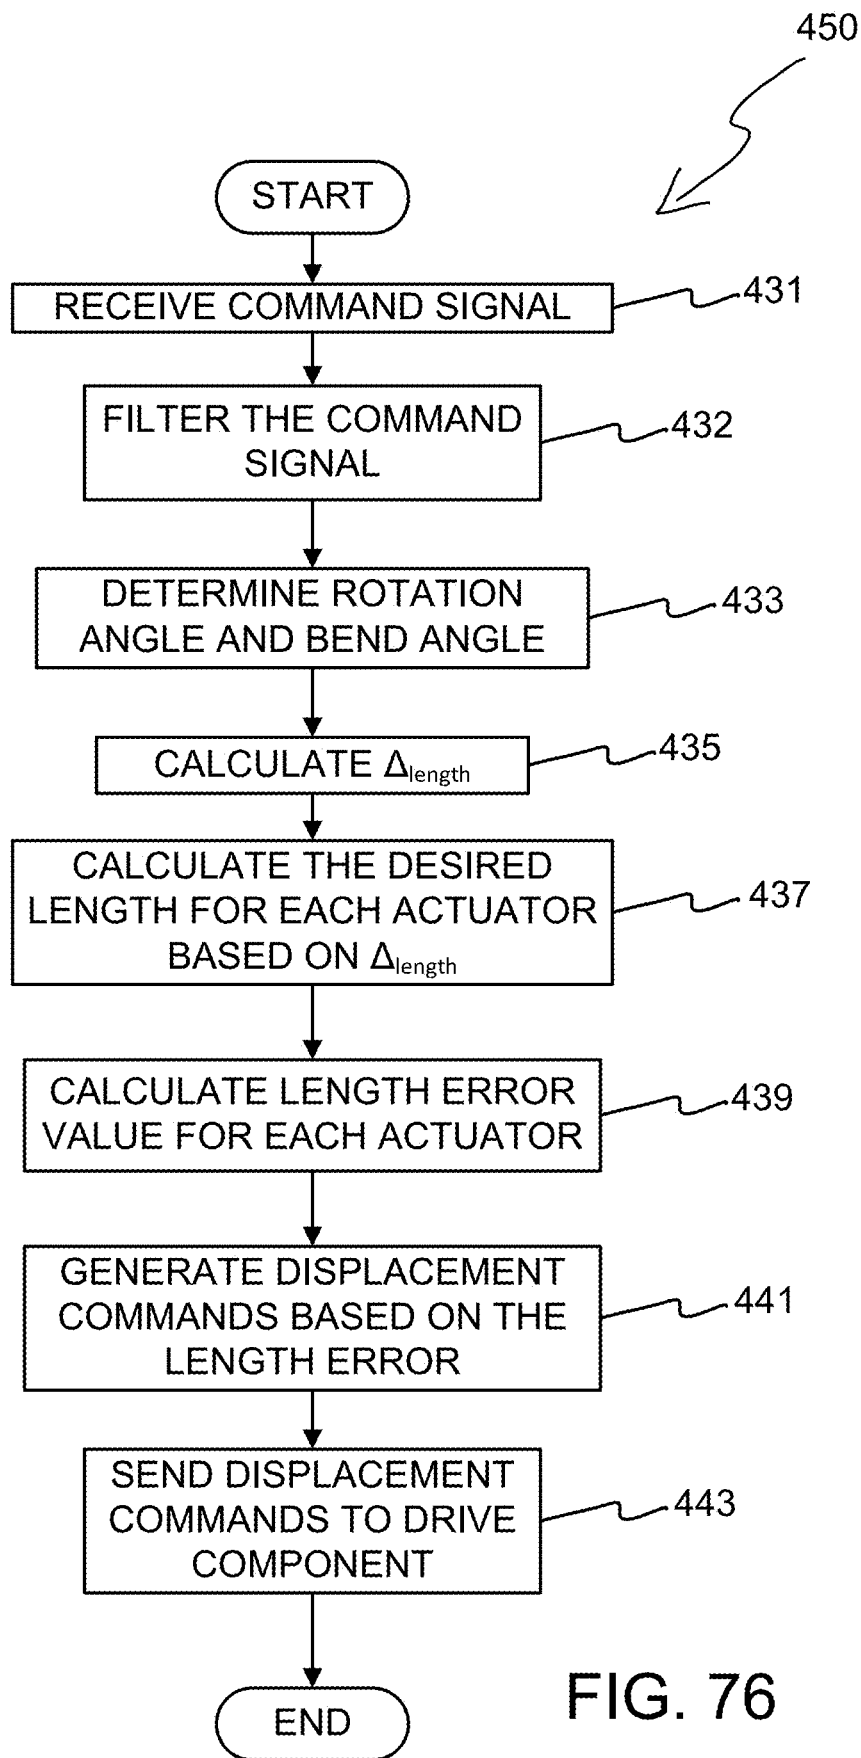 450
START
RECEIVE COMMAND SIGNAL
431
FILTER THE COMMAND
SIGNAL
432
DETERMINE ROTATION
ANGLE AND BEND ANGLE
433
CALCULATE Δlength
435
CALCULATE THE DESIRED
LENGTH FOR EACH ACTUATOR
BASED ON Δlength
437
CALCULATE LENGTH ERROR
VALUE FOR EACH ACTUATOR
439
GENERATE DISPLACEMENT
COMMANDS BASED ON THE
LENGTH ERROR
441
SEND DISPLACEMENT
COMMANDS TO DRIVE
COMPONENT
443
END
FIG. 76